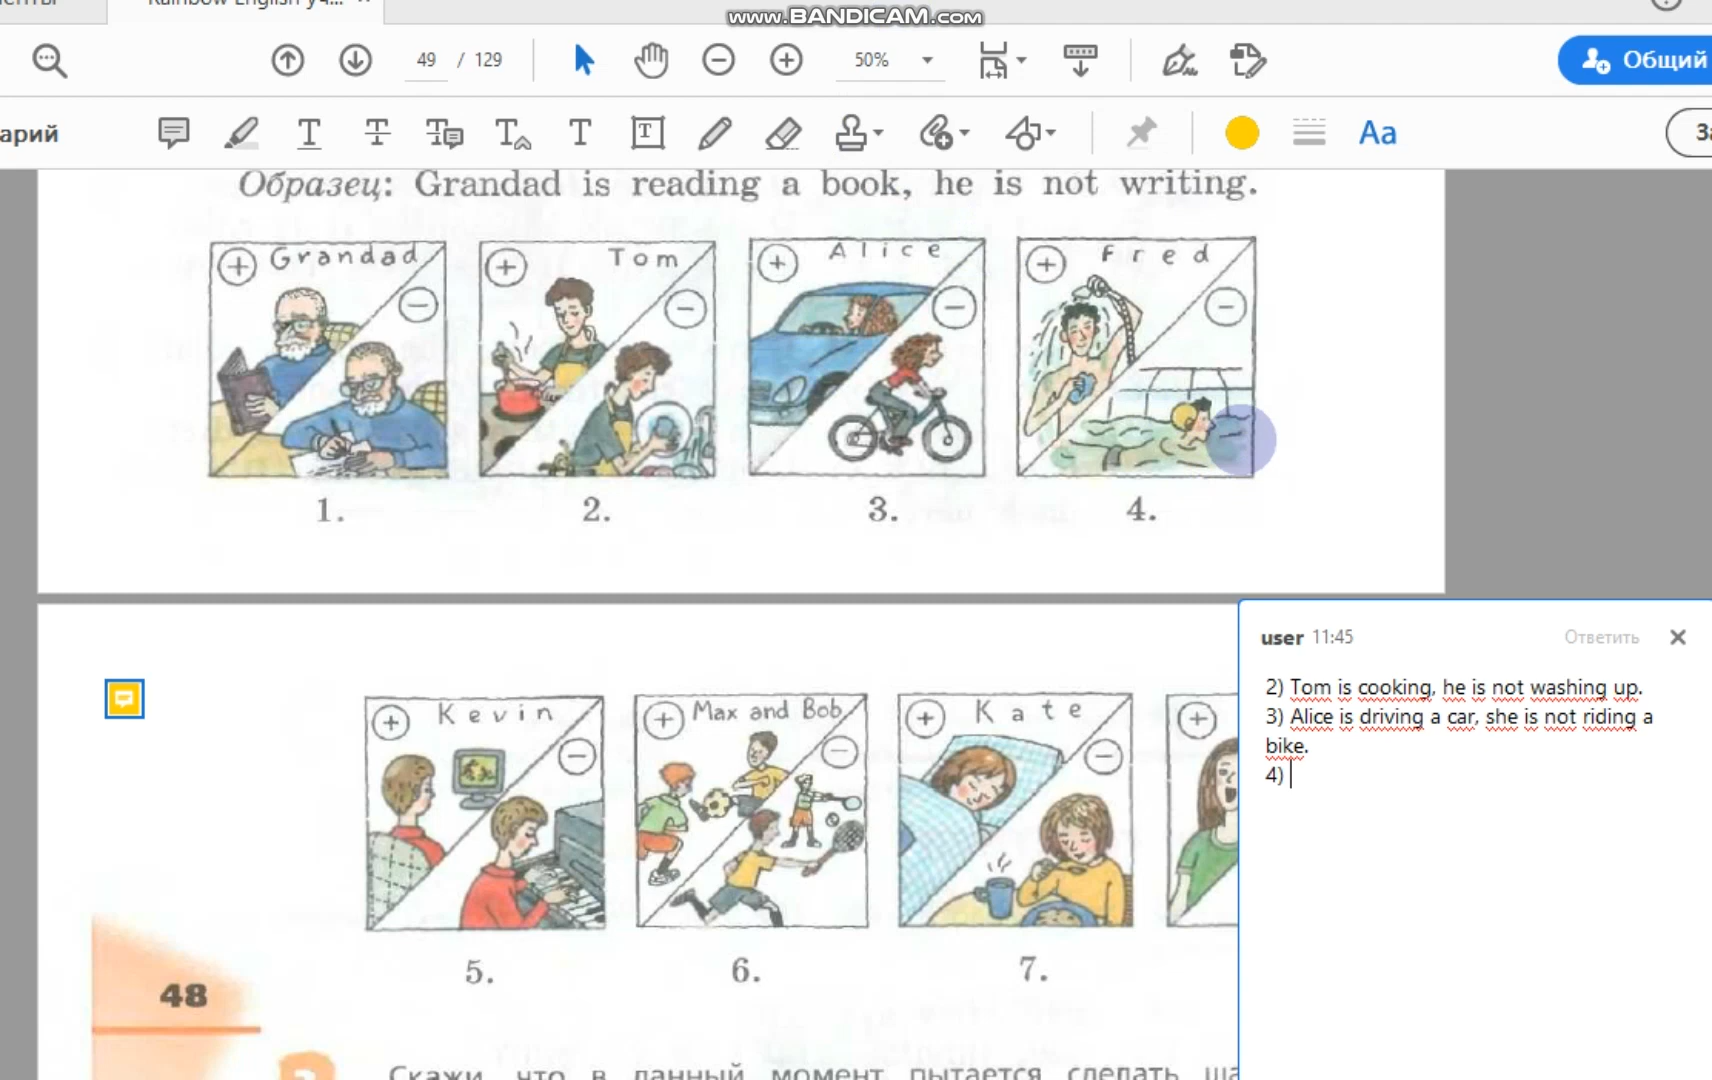 Rainbow English уч...
www.BANDICAM.com
49 / 129
50%
Общий
арий
Aa
Образец: Grandad is reading a book, he is not writing.
Grandad
Tom
Alice
Fred
1.
2.
3.
4.
user 11:45
Ответить
2) Tom is cooking, he is not washing up.
3) Alice is driving a car, she is not riding a
bike.
4)
Kevin
Max and Bob
Kate
5.
6.
7.
48
Скажи, что в данный момент пытается сделать